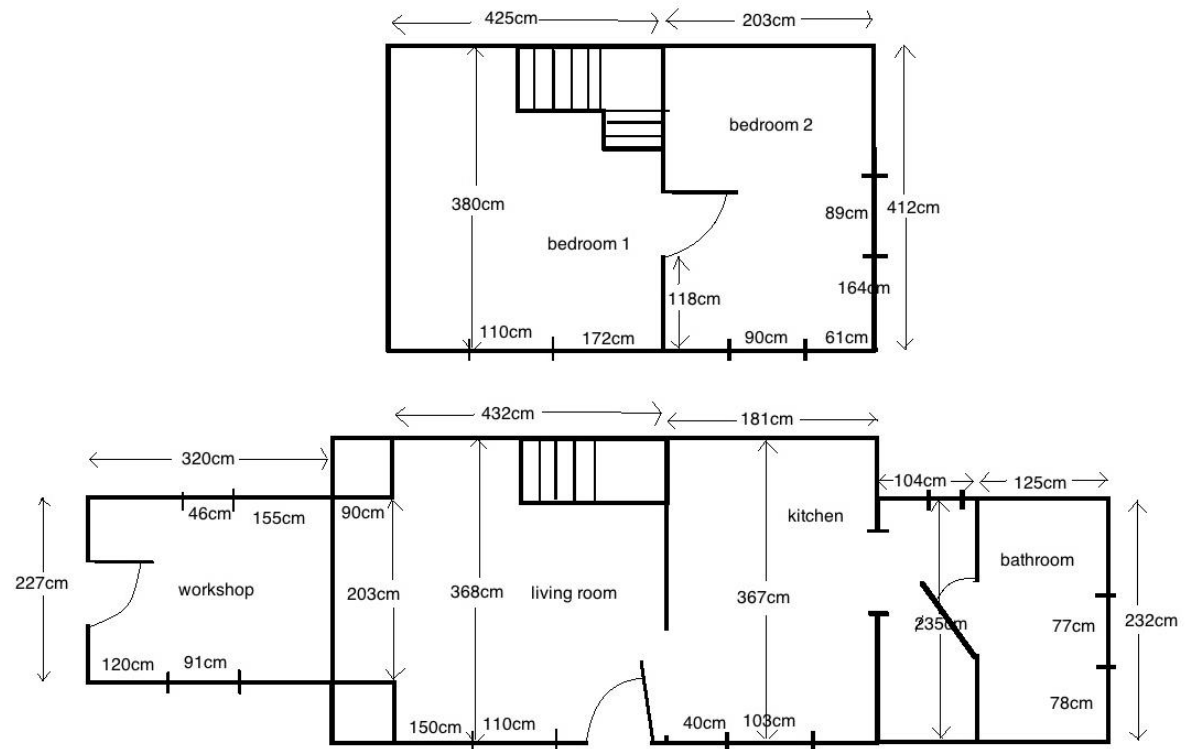 425cm
203cm
bedroom 2
380cm
89cm
412cm
bedroom 1
164cm
118cm
110cm
172cm
90cm
61cm
432cm
181cm
320cm
104cm
125cm
46cm
155cm
90cm
kitchen
bathroom
227cm
workshop
203cm
368cm
living room
367cm
235cm
77cm
232cm
120cm
91cm
78cm
150cm
110cm
40cm
103cm